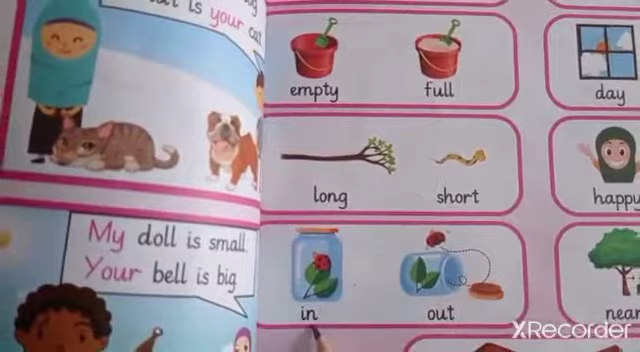 is your cat
My doll is small.
Your bell is big
empty full day
long short happy
in out near
XRecorder